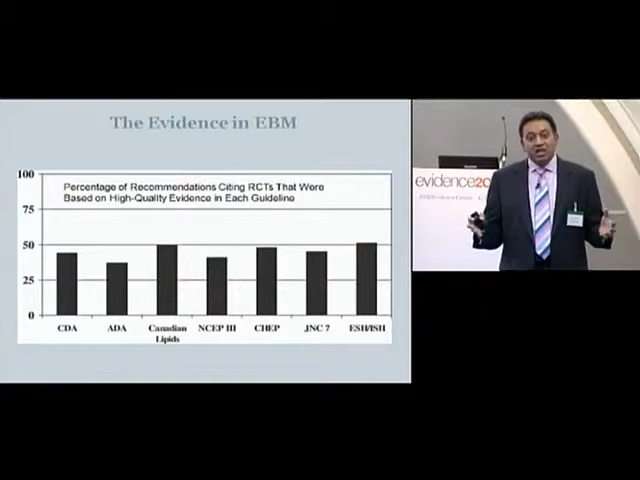 The Evidence in EBM
100
75
50
25
0
Percentage of Recommendations Citing RCTs That Were
Based on High-Quality Evidence in Each Guideline
CDA
ADA
Canadian
Lipids
NCEP III
CHEP
JNC 7
ESH/ISH
evidence20